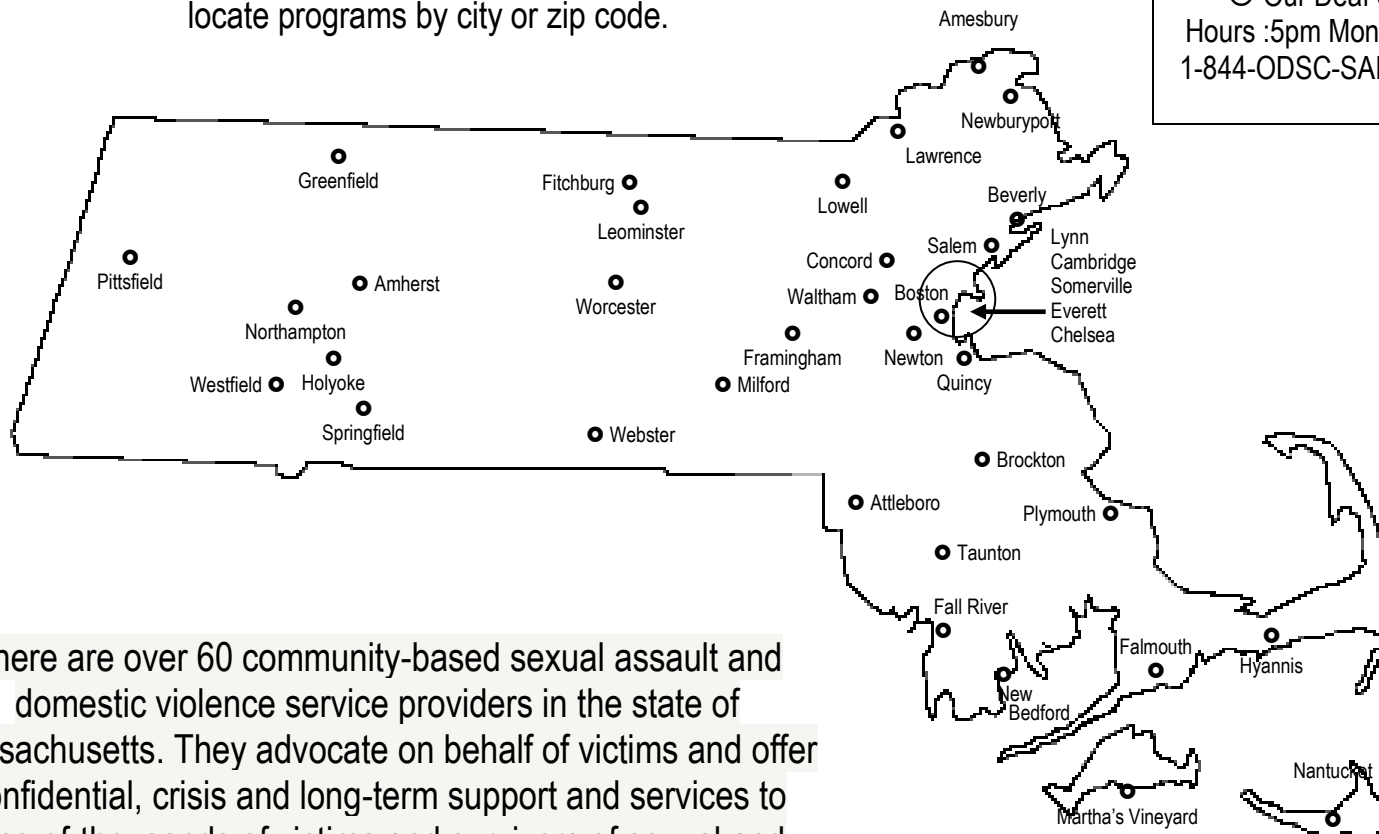 locate programs by city or zip code.
Hours :5pm Mon
1-844-ODSC-SA
Amesbury
Newburyport
Lawrence
Greenfield
Fitchburg
Lowell
Beverly
Leominster
Salem
Lynn
Cambridge
Somerville
Everett
Chelsea
Concord
Pittsfield
Amherst
Worcester
Waltham
Boston
Northampton
Framingham
Newton
Westfield
Holyoke
Milford
Quincy
Springfield
Webster
Brockton
Attleboro
Plymouth
Taunton
Fall River
Falmouth
Hyannis
New
Bedford
Nantucket
Martha's Vineyard
here are over 60 community-based sexual assault and
domestic violence service providers in the state of
sachusetts. They advocate on behalf of victims and offer
nfidential, crisis and long-term support and services to